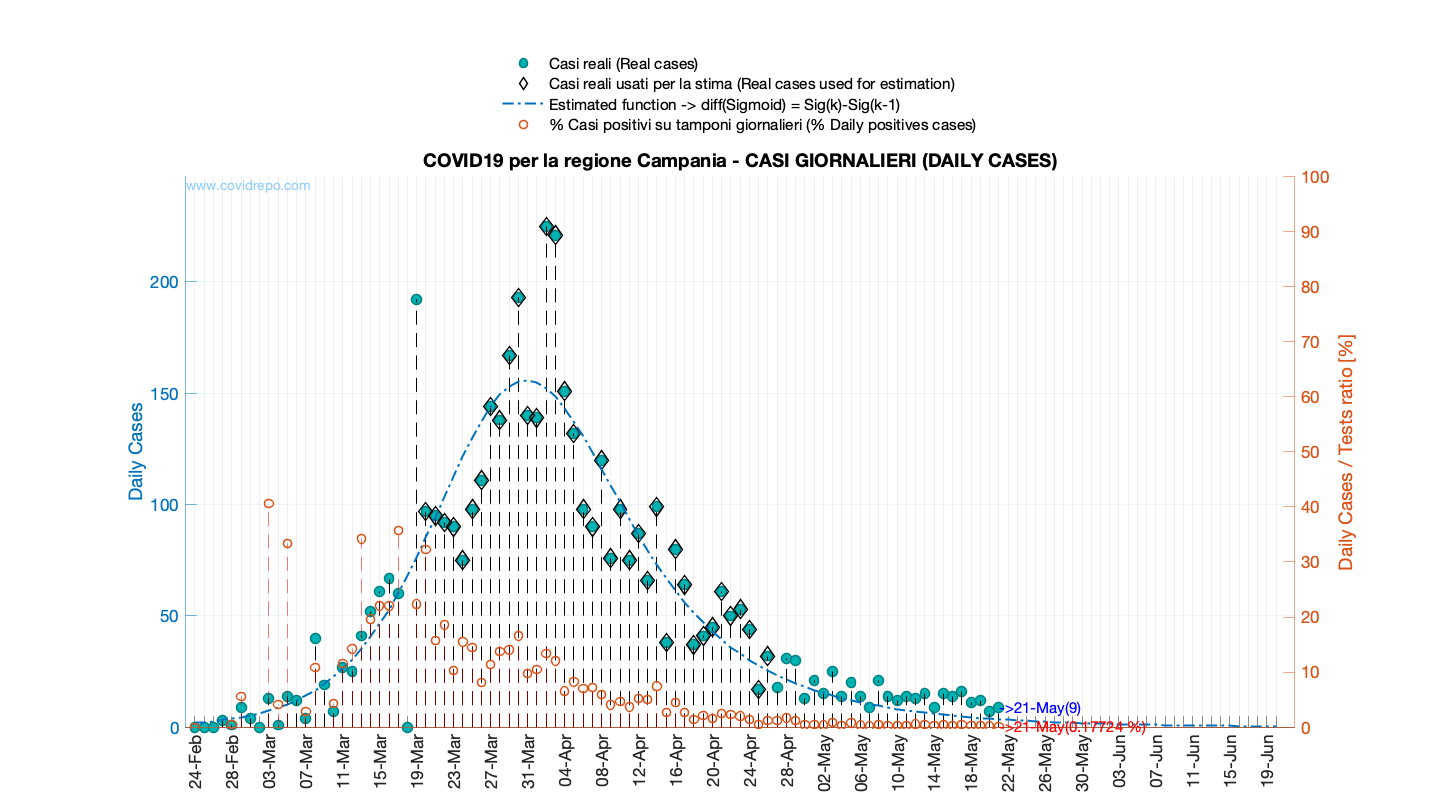 Casi reali (Real cases)
Casi reali usati per la stima (Real cases used for estimation)
Estimated function -> diff(Sigmoid) = Sig(k)-Sig(k-1)
% Casi positivi su tamponi giornalieri (% Daily positives cases)
COVID19 per la regione Campania - CASI GIORNALIERI (DAILY CASES)
www.covidrepo.com
Daily Cases
200
150
100
50
0
100
90
80
70
60
50
40
30
20
10
0
Daily Cases / Tests ratio [%]
->21-May(9)
->21-May(0.17724 %)
24-Feb
28-Feb
03-Mar
07-Mar
11-Mar
15-Mar
19-Mar
23-Mar
27-Mar
31-Mar
04-Apr
08-Apr
12-Apr
16-Apr
20-Apr
24-Apr
28-Apr
02-May
06-May
10-May
14-May
18-May
22-May
26-May
30-May
03-Jun
07-Jun
11-Jun
15-Jun
19-Jun